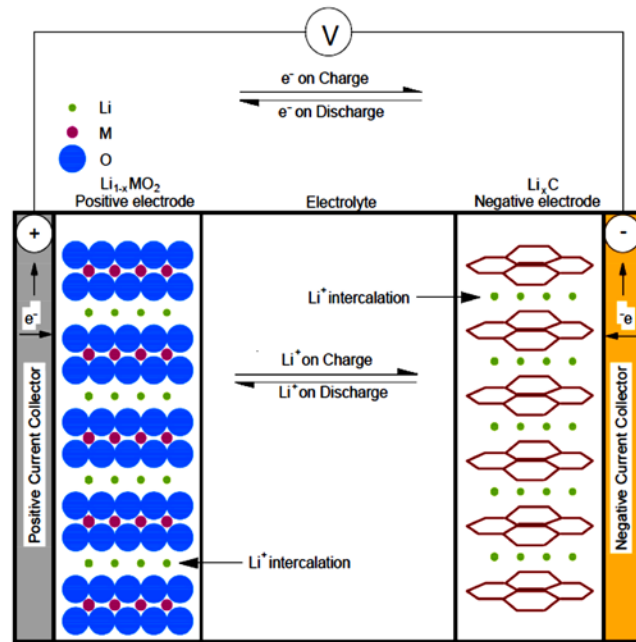 V
e⁻ on Charge
e⁻ on Discharge
Li
M
O
Li₁₋ₓMO₂
Positive electrode
Electrolyte
LiₓC
Negative electrode
+
-
Li⁺ intercalation
e⁻
⁻e
Li⁺ on Charge
Li⁺ on Discharge
Positive Current Collector
Negative Current Collector
Li⁺ intercalation